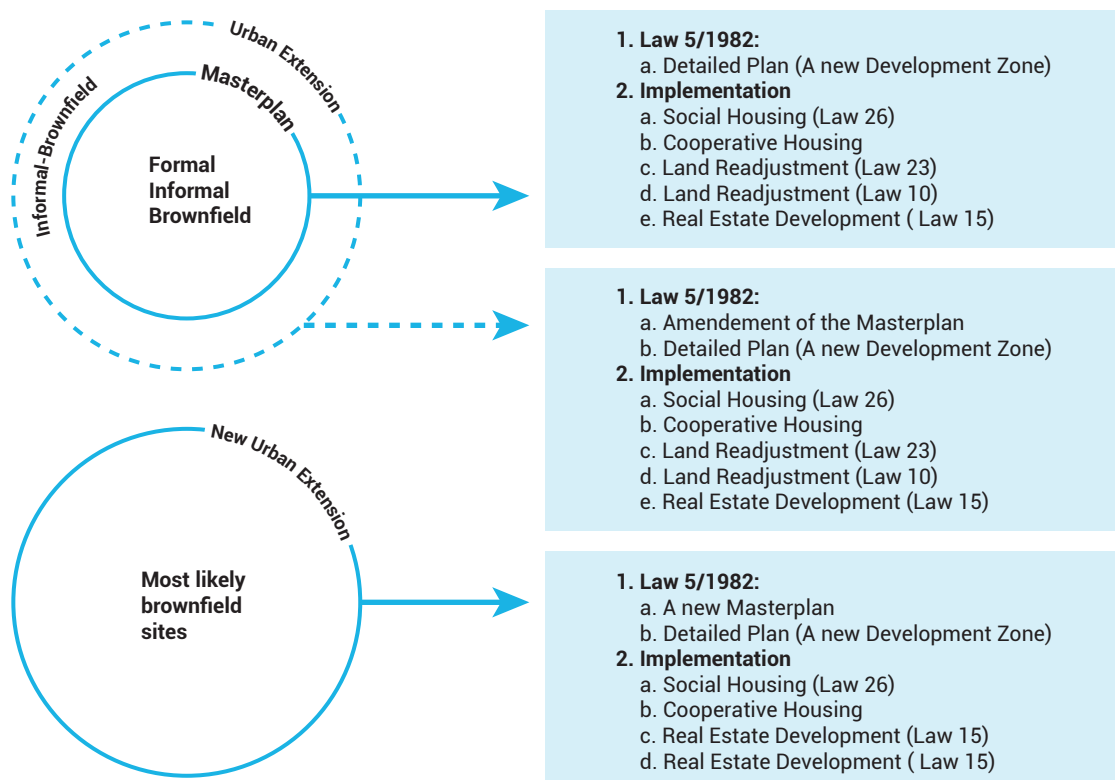 Urban Extension
Masterplan
Informal-Brownfield
Formal
Informal
Brownfield
1. Law 5/1982:
a. Detailed Plan (A new Development Zone)
2. Implementation
a. Social Housing (Law 26)
b. Cooperative Housing
c. Land Readjustment (Law 23)
d. Land Readjustment (Law 10)
e. Real Estate Development ( Law 15)
1. Law 5/1982:
a. Amendement of the Masterplan
b. Detailed Plan (A new Development Zone)
2. Implementation
a. Social Housing (Law 26)
b. Cooperative Housing
c. Land Readjustment (Law 23)
d. Land Readjustment (Law 10)
e. Real Estate Development (Law 15)
New Urban Extension
Most likely
brownfield
sites
1. Law 5/1982:
a. A new Masterplan
b. Detailed Plan (A new Development Zone)
2. Implementation
a. Social Housing (Law 26)
b. Cooperative Housing
c. Real Estate Development (Law 15)
d. Real Estate Development ( Law 15)